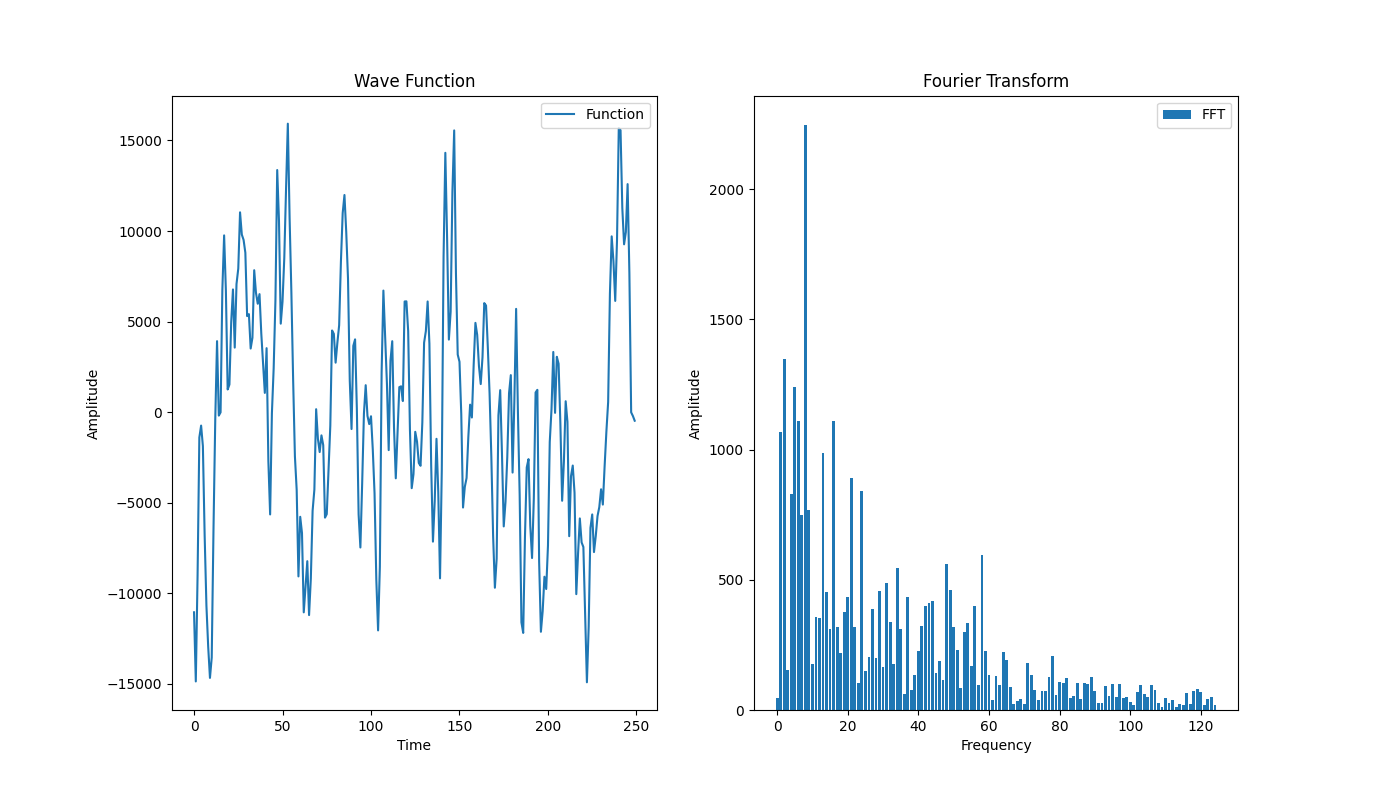 Wave Function
Function
15000
10000
5000
0
−5000
−10000
−15000
Amplitude
0 50 100 150 200 250
Time
Fourier Transform
FFT
2000
1500
1000
500
0
Amplitude
0 20 40 60 80 100 120
Frequency